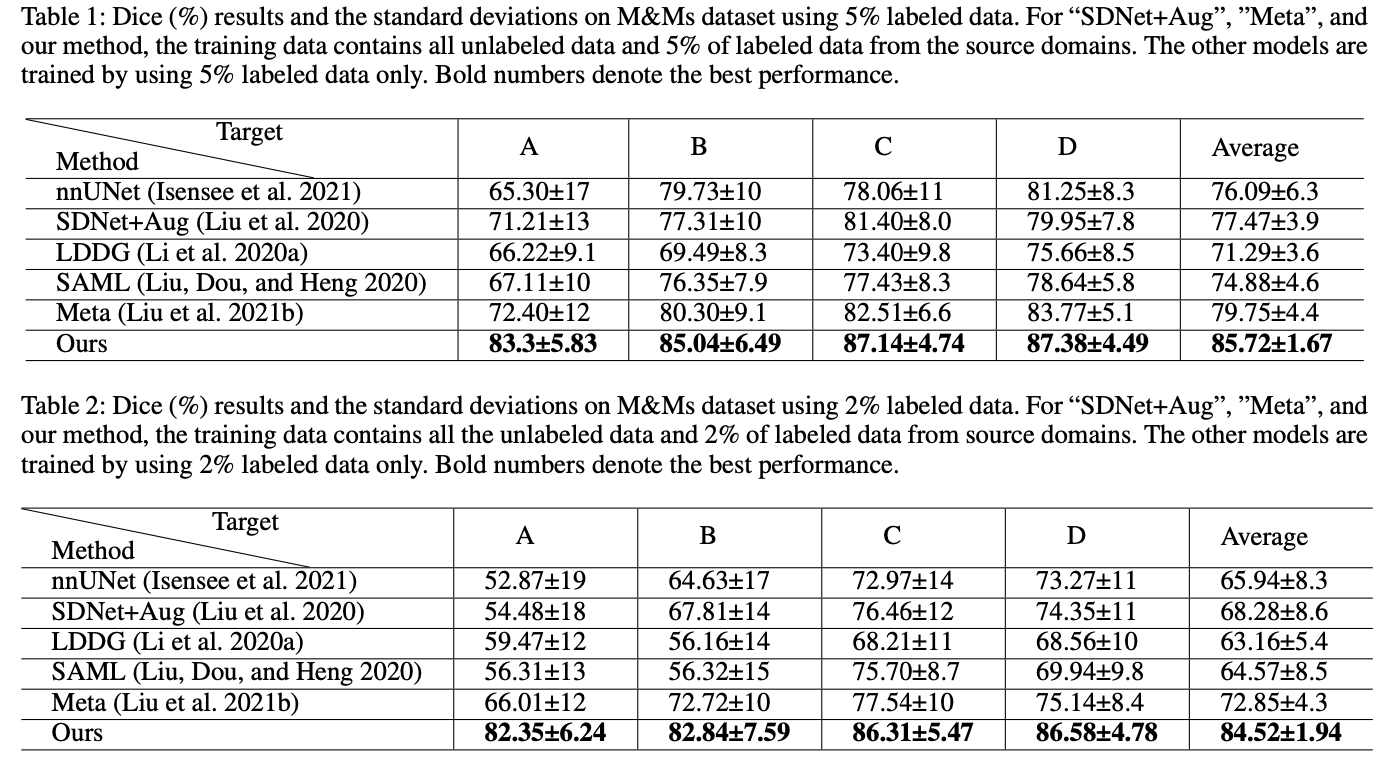 Table 1: Dice (%) results and the standard deviations on M&Ms dataset using 5% labeled data. For “SDNet+Aug”, ”Meta”, and
our method, the training data contains all unlabeled data and 5% of labeled data from the source domains. The other models are
trained by using 5% labeled data only. Bold numbers denote the best performance.
Target
Method A B C D Average
nnUNet (Isensee et al. 2021) 65.30±17 79.73±10 78.06±11 81.25±8.3 76.09±6.3
SDNet+Aug (Liu et al. 2020) 71.21±13 77.31±10 81.40±8.0 79.95±7.8 77.47±3.9
LDDG (Li et al. 2020a) 66.22±9.1 69.49±8.3 73.40±9.8 75.66±8.5 71.29±3.6
SAML (Liu, Dou, and Heng 2020) 67.11±10 76.35±7.9 77.43±8.3 78.64±5.8 74.88±4.6
Meta (Liu et al. 2021b) 72.40±12 80.30±9.1 82.51±6.6 83.77±5.1 79.75±4.4
Ours 83.3±5.83 85.04±6.49 87.14±4.74 87.38±4.49 85.72±1.67
Table 2: Dice (%) results and the standard deviations on M&Ms dataset using 2% labeled data. For “SDNet+Aug”, ”Meta”, and
our method, the training data contains all the unlabeled data and 2% of labeled data from source domains. The other models are
trained by using 2% labeled data only. Bold numbers denote the best performance.
Target
Method A B C D Average
nnUNet (Isensee et al. 2021) 52.87±19 64.63±17 72.97±14 73.27±11 65.94±8.3
SDNet+Aug (Liu et al. 2020) 54.48±18 67.81±14 76.46±12 74.35±11 68.28±8.6
LDDG (Li et al. 2020a) 59.47±12 56.16±14 68.21±11 68.56±10 63.16±5.4
SAML (Liu, Dou, and Heng 2020) 56.31±13 56.32±15 75.70±8.7 69.94±9.8 64.57±8.5
Meta (Liu et al. 2021b) 66.01±12 72.72±10 77.54±10 75.14±8.4 72.85±4.3
Ours 82.35±6.24 82.84±7.59 86.31±5.47 86.58±4.78 84.52±1.94